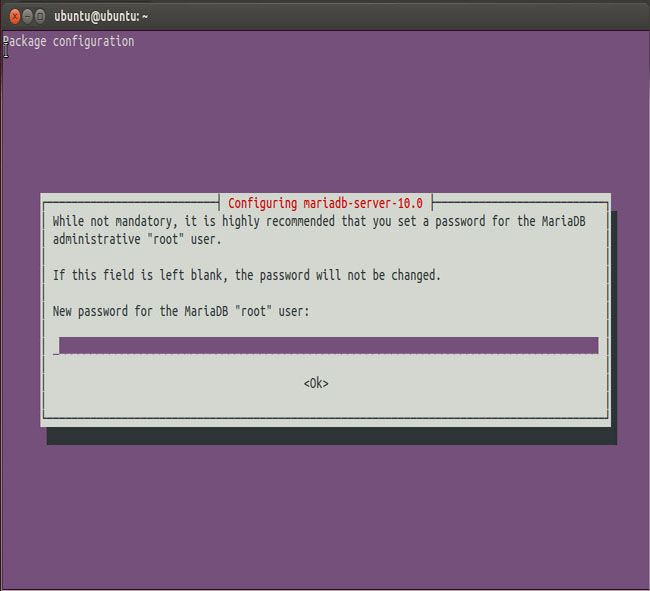 ubuntu@ubuntu: ~
Package configuration
Configuring mariadb-server-10.0
While not mandatory, it is highly recommended that you set a password for the MariaDB
administrative "root" user.
If this field is left blank, the password will not be changed.
New password for the MariaDB "root" user:
<Ok>